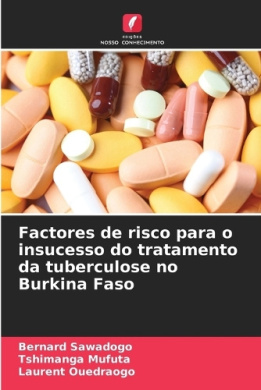 edições
NOSSO CONHECIMENTO
Factores de risco para o
insucesso do tratamento
da tuberculose no
Burkina Faso
Bernard Sawadogo
Tshimanga Mufuta
Laurent Ouedraogo